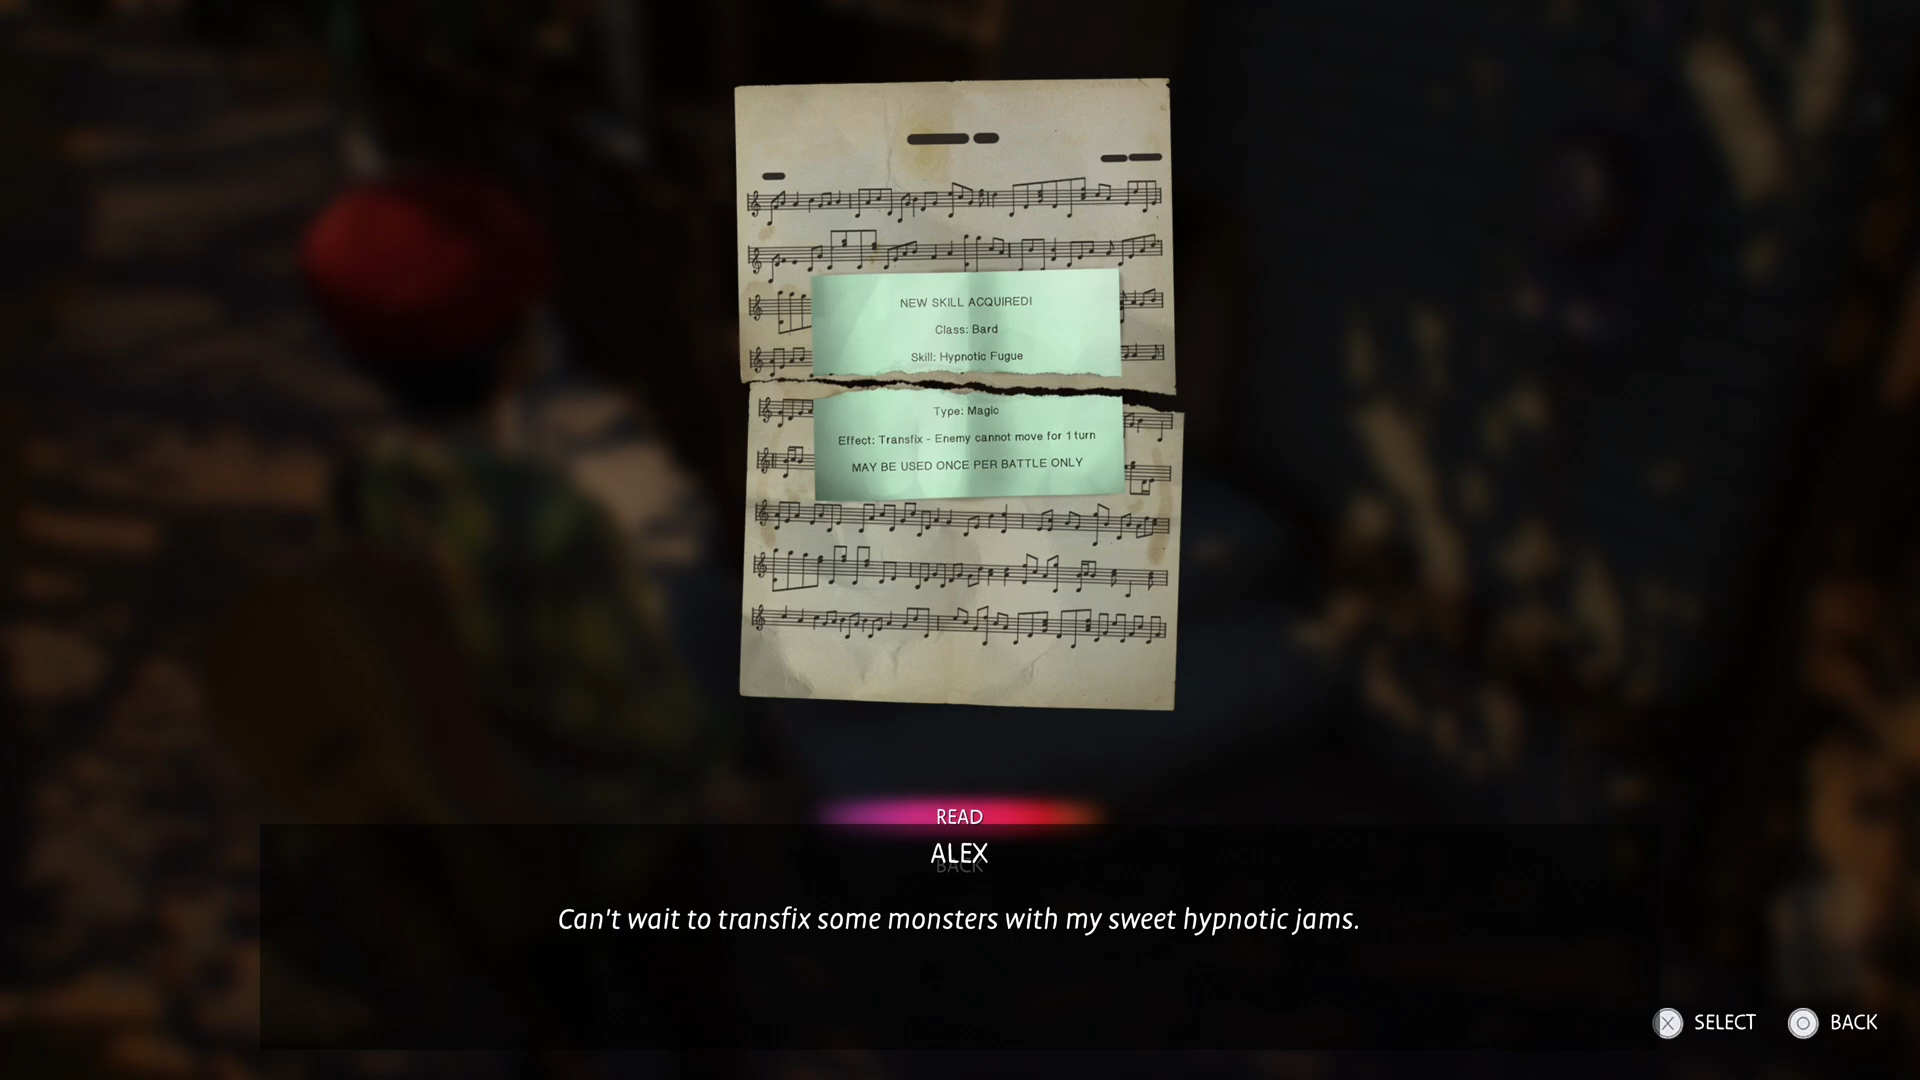 NEW SKILL ACQUIRED!
Class: Bard
Skill: Hypnotic Fugue
Type: Magic
Effect: Transfix - Enemy cannot move for 1 turn
MAY BE USED ONCE PER BATTLE ONLY
READ
ALEX
BACK
Can't wait to transfix some monsters with my sweet hypnotic jams.
SELECT
BACK